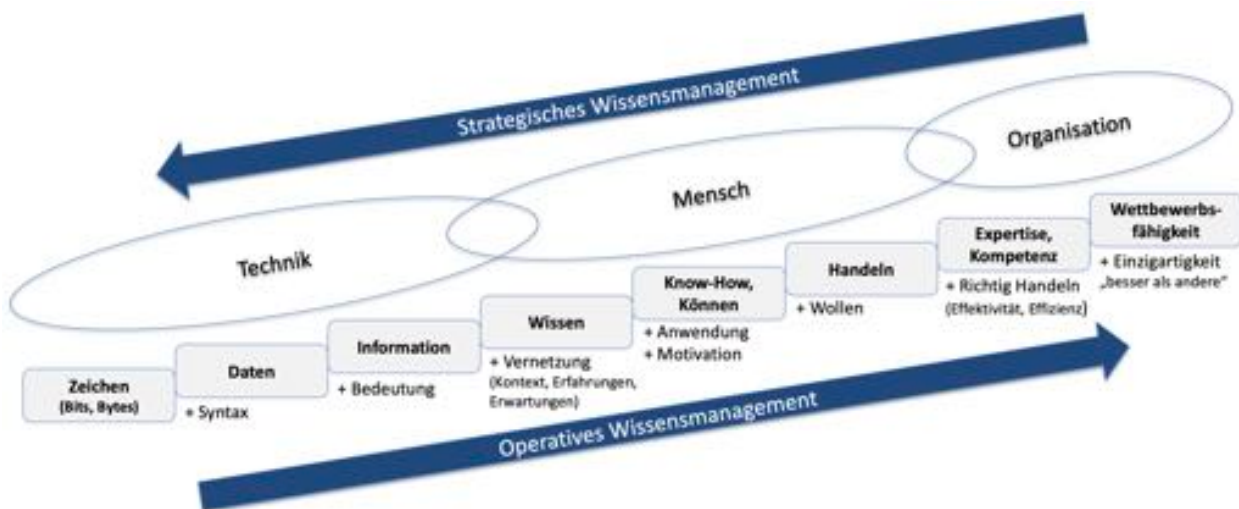 Strategisches Wissensmanagement
Organisation
Mensch
Technik
Wettbewerbs-
fähigkeit
+ Einzigartigkeit
„besser als andere“
Expertise,
Kompetenz
+ Richtig Handeln
(Effektivität, Effizienz)
Handeln
+ Wollen
Know-How,
Können
+ Anwendung
+ Motivation
Wissen
+ Vernetzung
(Kontext, Erfahrungen,
Erwartungen)
Information
+ Bedeutung
Daten
+ Syntax
Zeichen
(Bits, Bytes)
Operatives Wissensmanagement